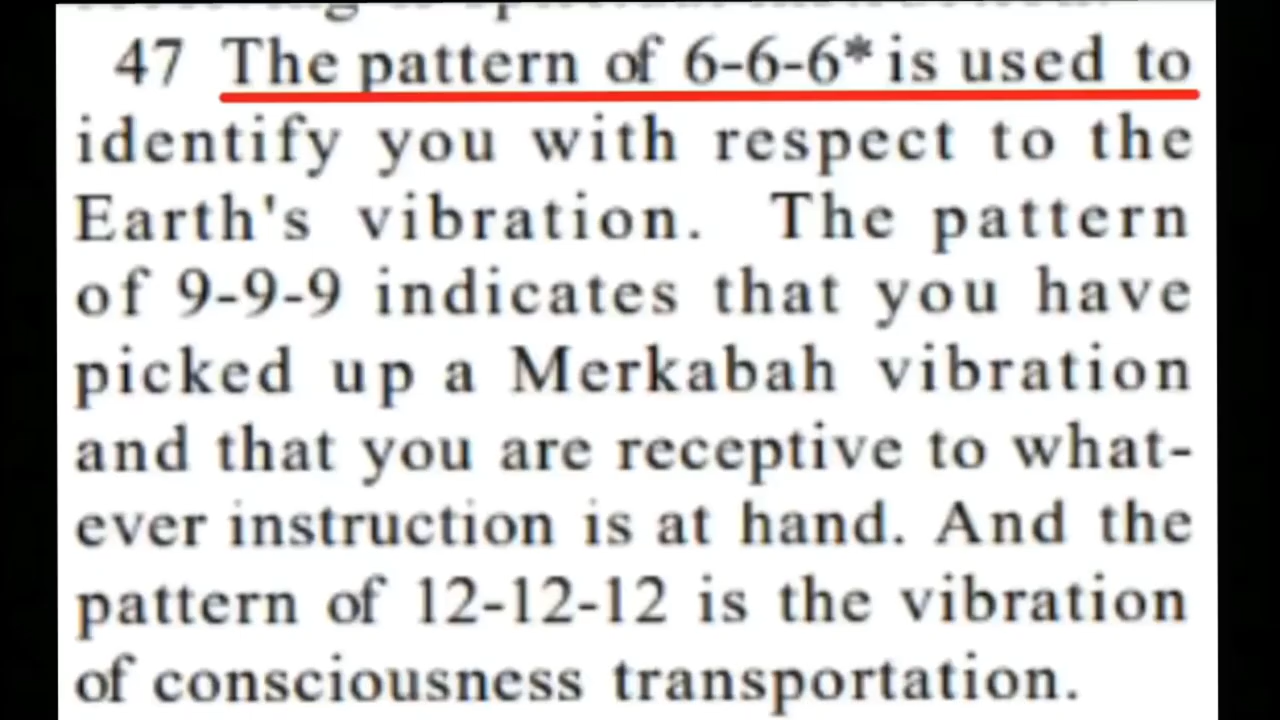 47 The pattern of 6-6-6* is used to
identify you with respect to the
Earth's vibration. The pattern
of 9-9-9 indicates that you have
picked up a Merkabah vibration
and that you are receptive to what-
ever instruction is at hand. And the
pattern of 12-12-12 is the vibration
of consciousness transportation.